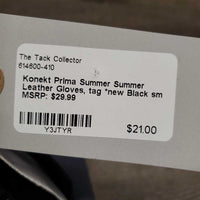 The Tack Collector
614600-410
Konekt Prima Summer Summer
Leather Gloves, tag *new Black sm
MSRP: $29.99
Y3JTYR
$21.00